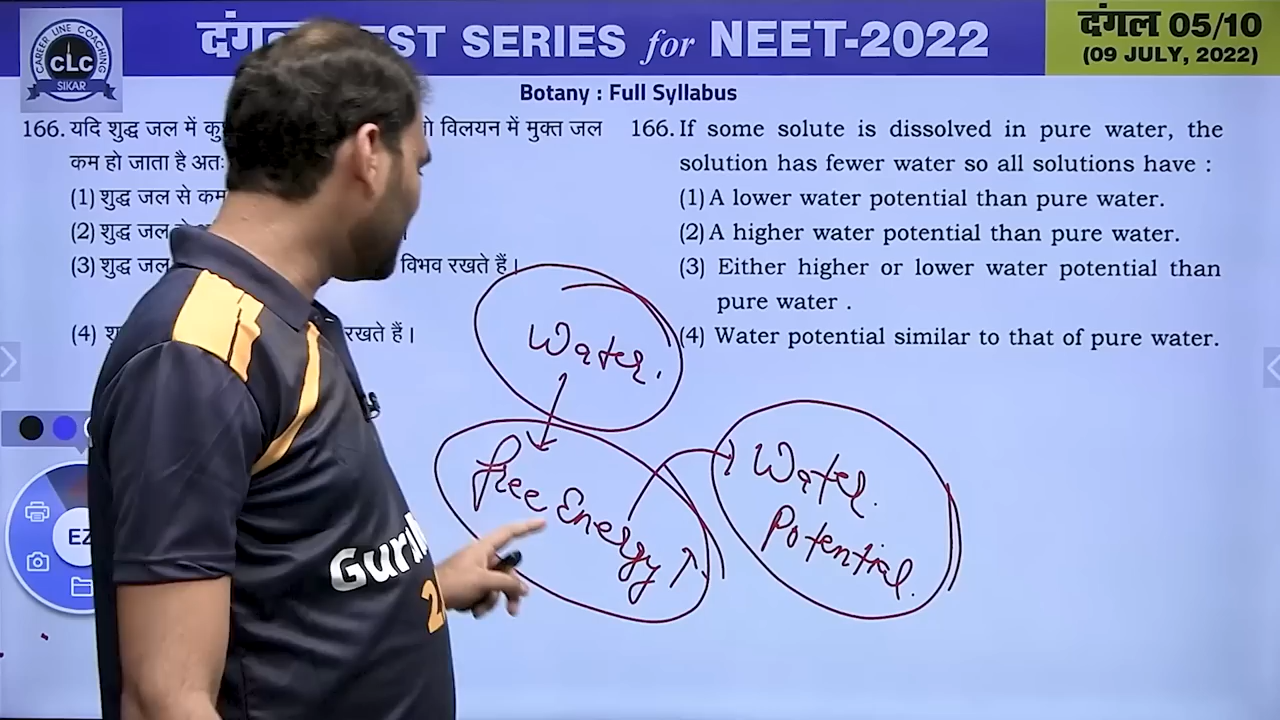 CAREER LINE COACHING
CLC
SIKAR
दंगल TEST SERIES for NEET-2022
दंगल 05/10
(09 JULY, 2022)
Botany : Full Syllabus
166. यदि शुद्ध जल में विलयन में मुक्त जल
कम हो जाता है अतः
(1) शुद्ध जल से कम
(2) शुद्ध जल
(3) शुद्ध जल विभव रखते हैं।
(4) रखते हैं।
166. If some solute is dissolved in pure water, the
solution has fewer water so all solutions have :
(1) A lower water potential than pure water.
(2) A higher water potential than pure water.
(3) Either higher or lower water potential than
pure water .
(4) Water potential similar to that of pure water.
Water.
free Energy ↑
Water
Potential.
EZ